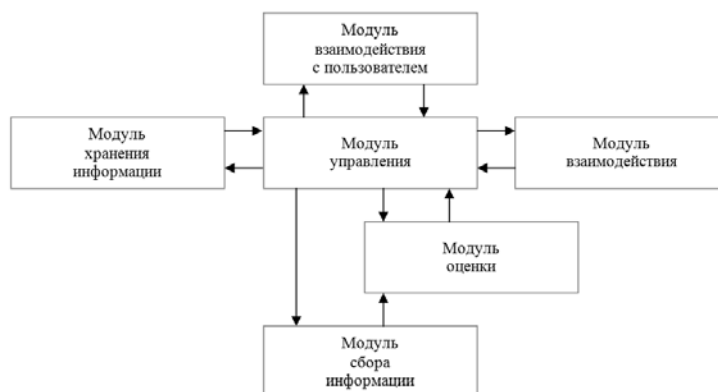 Модуль
взаимодействия
с пользователем
Модуль
хранения
информации
Модуль
управления
Модуль
взаимодействия
Модуль
оценки
Модуль
сбора
информации